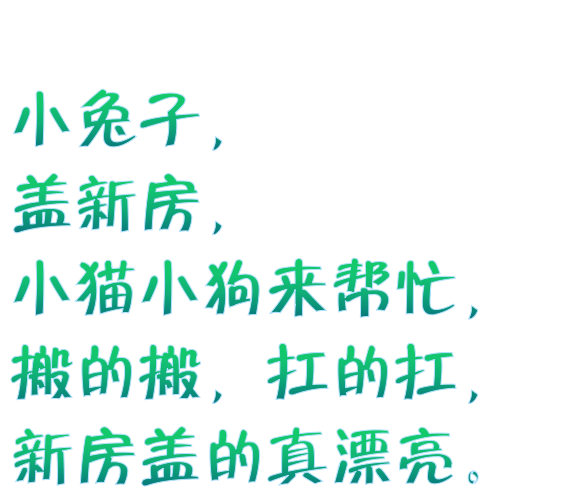 小兔子，
盖新房，
小猫小狗来帮忙，
搬的搬，扛的扛，
新房盖的真漂亮。